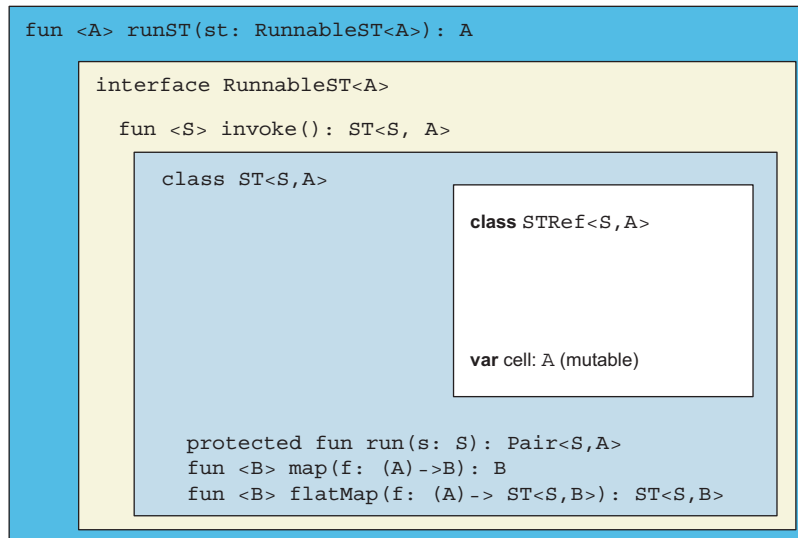 fun <A> runST(st: RunnableST<A>): A
interface RunnableST<A>
fun <S> invoke(): ST<S, A>
class ST<S,A>
class STRef<S,A>
var cell: A (mutable)
protected fun run(s: S): Pair<S,A>
fun <B> map(f: (A)->B): B
fun <B> flatMap(f: (A)-> ST<S,B>): ST<S,B>